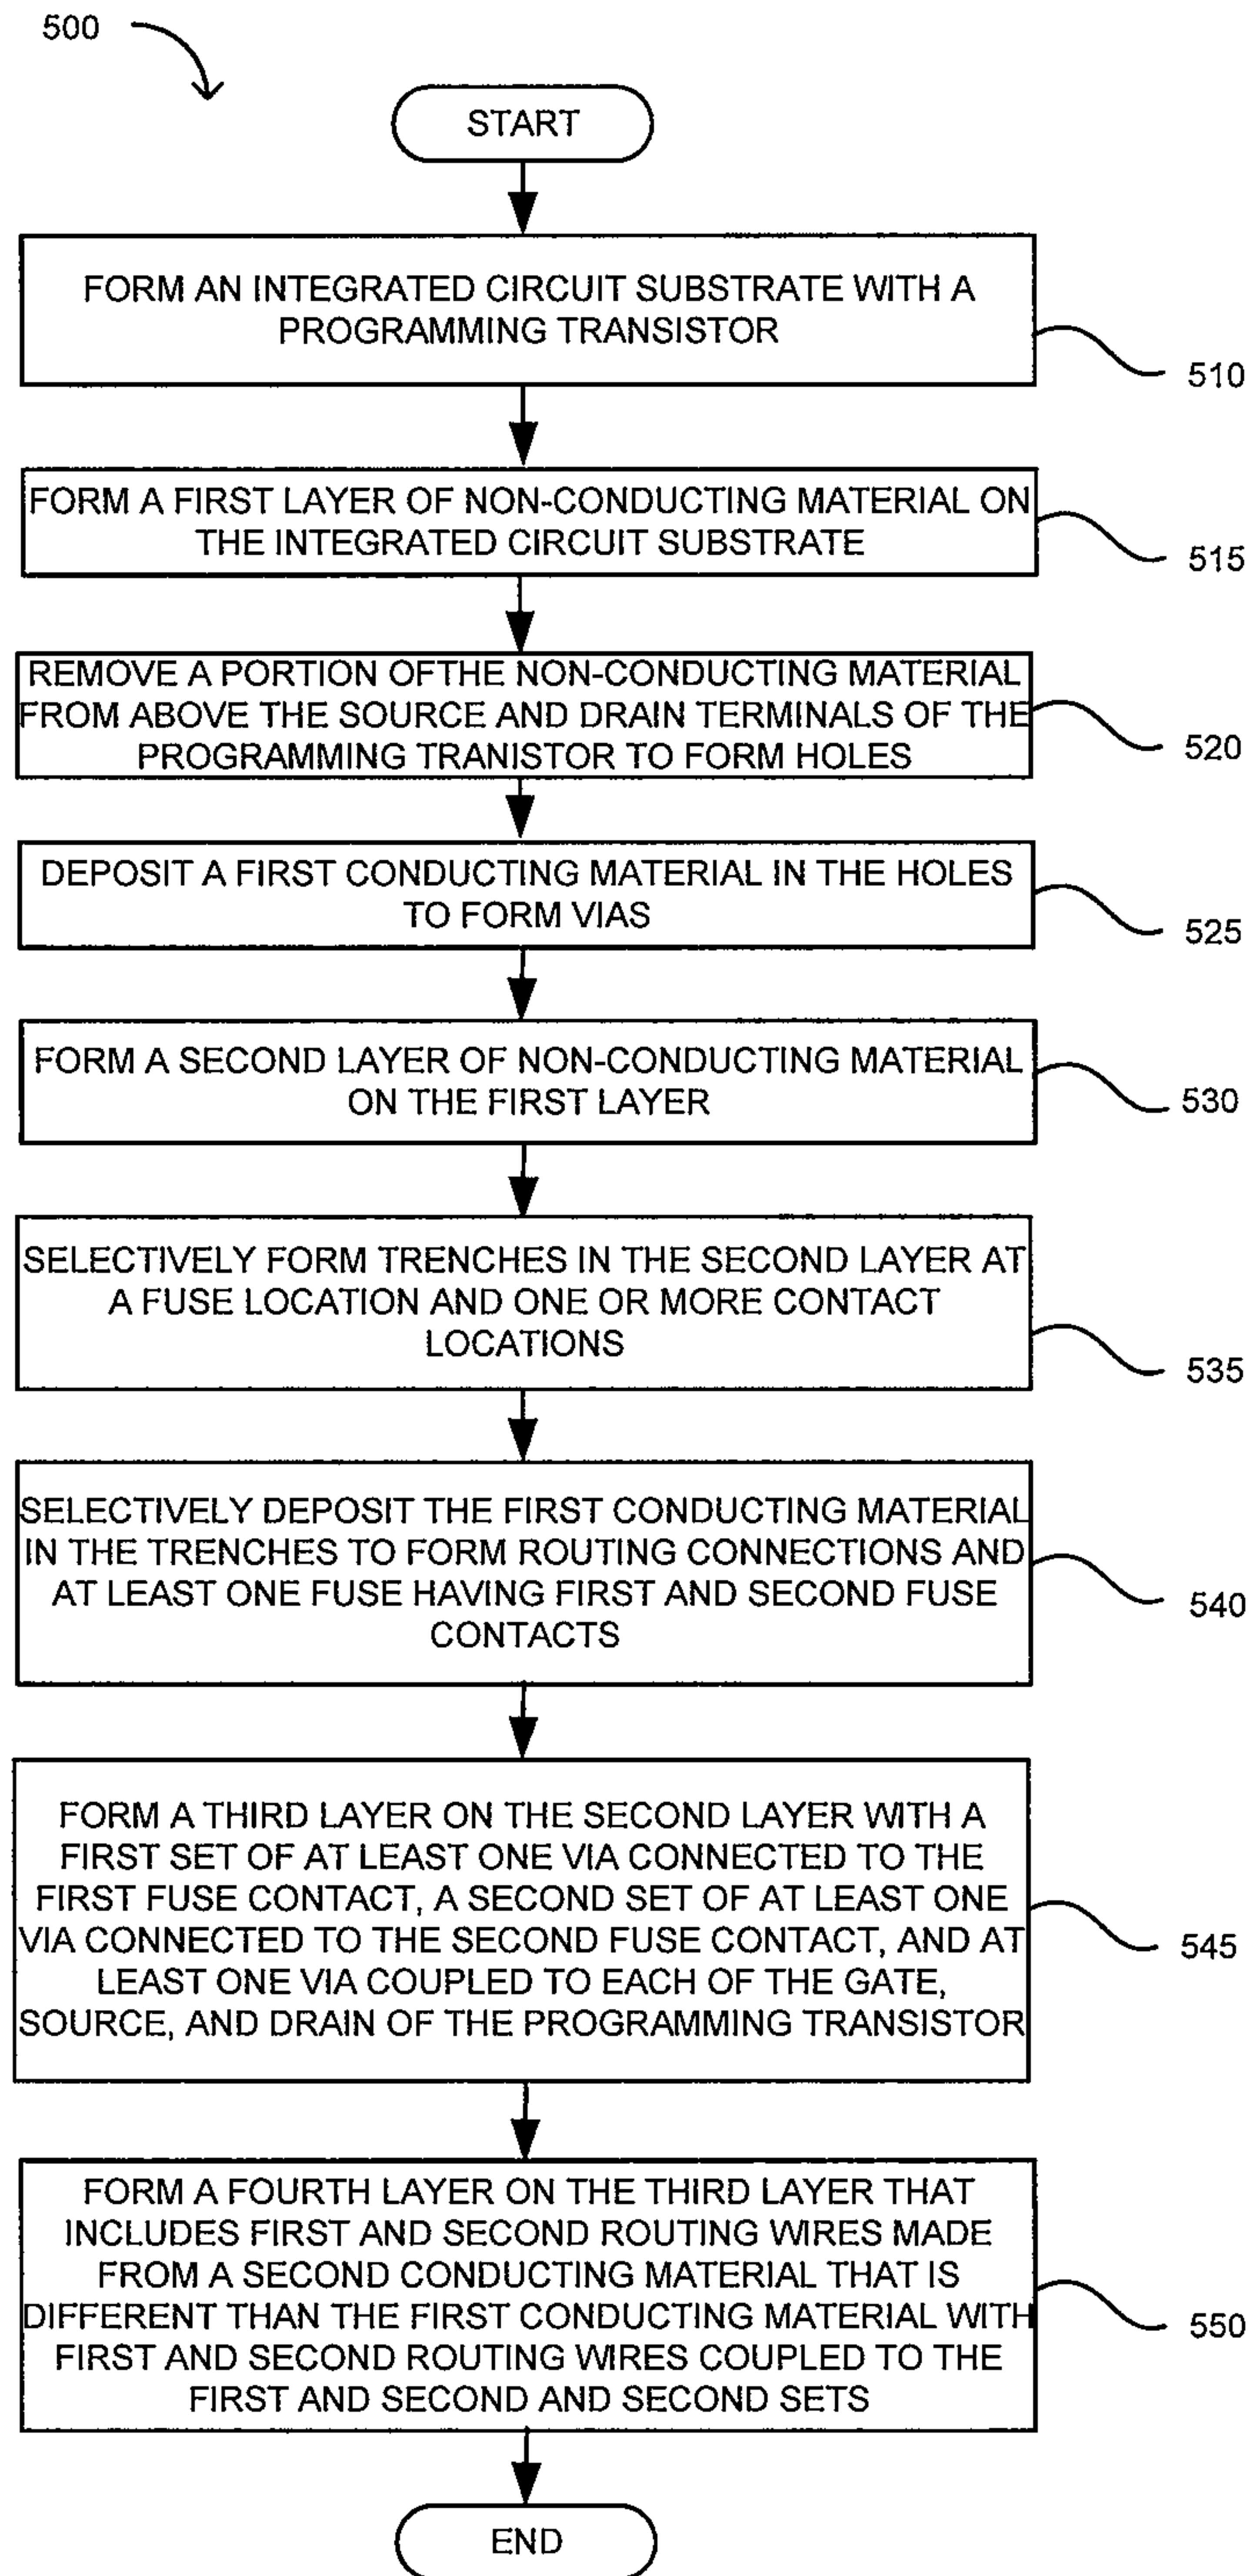 500
START
FORM AN INTEGRATED CIRCUIT SUBSTRATE WITH A
PROGRAMMING TRANSISTOR
510
FORM A FIRST LAYER OF NON-CONDUCTING MATERIAL ON
THE INTEGRATED CIRCUIT SUBSTRATE
515
REMOVE A PORTION OFTHE NON-CONDUCTING MATERIAL
FROM ABOVE THE SOURCE AND DRAIN TERMINALS OF THE
PROGRAMMING TRANISTOR TO FORM HOLES
520
DEPOSIT A FIRST CONDUCTING MATERIAL IN THE HOLES
TO FORM VIAS
525
FORM A SECOND LAYER OF NON-CONDUCTING MATERIAL
ON THE FIRST LAYER
530
SELECTIVELY FORM TRENCHES IN THE SECOND LAYER AT
A FUSE LOCATION AND ONE OR MORE CONTACT
LOCATIONS
535
SELECTIVELY DEPOSIT THE FIRST CONDUCTING MATERIAL
IN THE TRENCHES TO FORM ROUTING CONNECTIONS AND
AT LEAST ONE FUSE HAVING FIRST AND SECOND FUSE
CONTACTS
540
FORM A THIRD LAYER ON THE SECOND LAYER WITH A
FIRST SET OF AT LEAST ONE VIA CONNECTED TO THE
FIRST FUSE CONTACT, A SECOND SET OF AT LEAST ONE
VIA CONNECTED TO THE SECOND FUSE CONTACT, AND AT
LEAST ONE VIA COUPLED TO EACH OF THE GATE,
SOURCE, AND DRAIN OF THE PROGRAMMING TRANSISTOR
545
FORM A FOURTH LAYER ON THE THIRD LAYER THAT
INCLUDES FIRST AND SECOND ROUTING WIRES MADE
FROM A SECOND CONDUCTING MATERIAL THAT IS
DIFFERENT THAN THE FIRST CONDUCTING MATERIAL WITH
FIRST AND SECOND ROUTING WIRES COUPLED TO THE
FIRST AND SECOND AND SECOND SETS
550
END